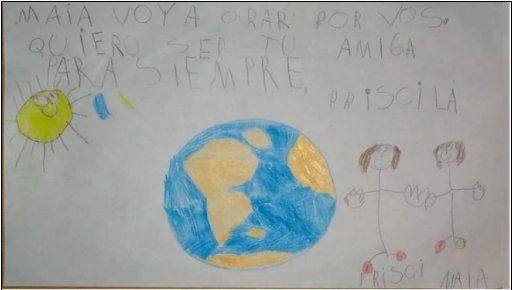 MAIA VOY A ORAR POR VOS.
QUIERO SER TU AMIGA
PARA SIEMPRE.
PRISCILA
PRISCI MAIA